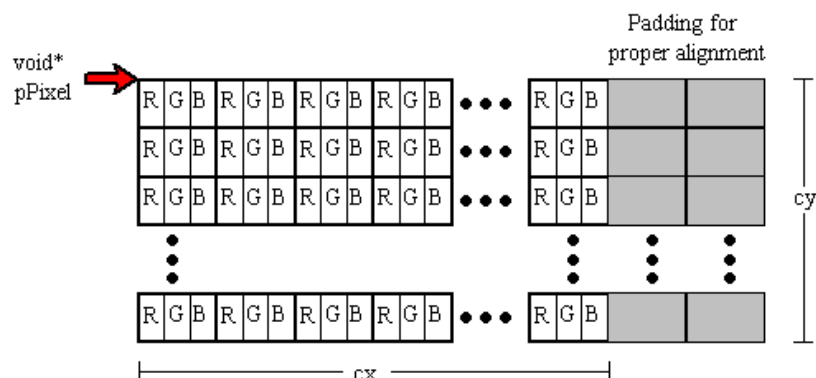 Padding for
proper alignment
void*
pPixel
R G B R G B R G B R G B R G B
R G B R G B R G B R G B R G B
R G B R G B R G B R G B R G B
cy
R G B R G B R G B R G B R G B
cx